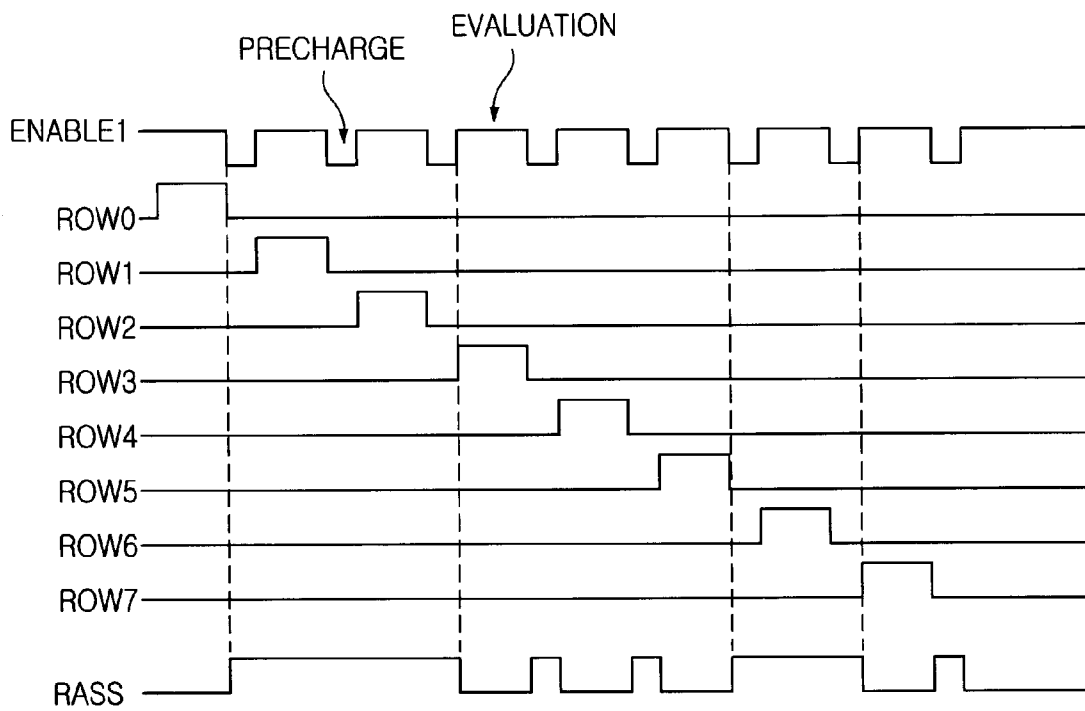 EVALUATION
PRECHARGE
ENABLE1
ROW0
ROW1
ROW2
ROW3
ROW4
ROW5
ROW6
ROW7
RASS